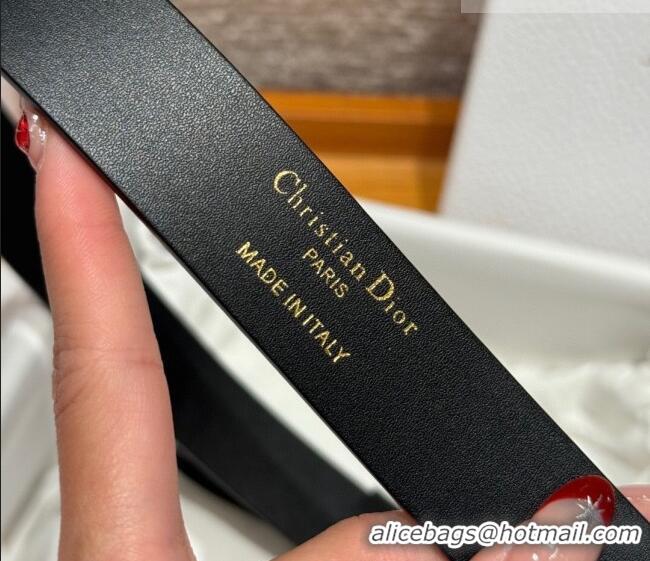 Christian Dior
PARIS
MADE IN ITALY
alicebags@hotmail.com